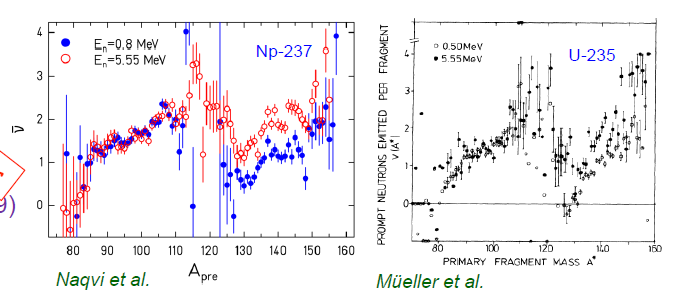 4
3
2
1
0
ν̄
Eₙ=0.8 MeV
Eₙ=5.55 MeV
Np-237
80 90 100 110 120 130 140 150 160
A_pre
9)
Naqvi et al.
PROMPT NEUTRONS EMITTED PER FRAGMENT
ν(A*)
4
3
2
1
0
0.50MeV
5.55MeV
U-235
80 100 120 140 160
PRIMARY FRAGMENT MASS A*
Müeller et al.